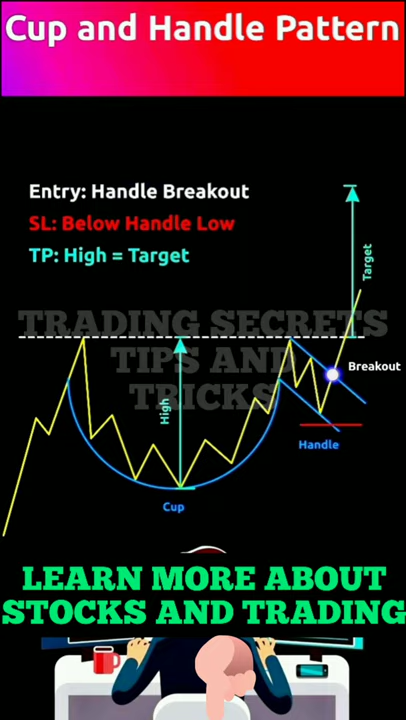 Cup and Handle Pattern
Entry: Handle Breakout
SL: Below Handle Low
TP: High = Target
Target
TRADING SECRETS
TIPS AND
TRICKS
Breakout
High
Handle
Cup
LEARN MORE ABOUT
STOCKS AND TRADING